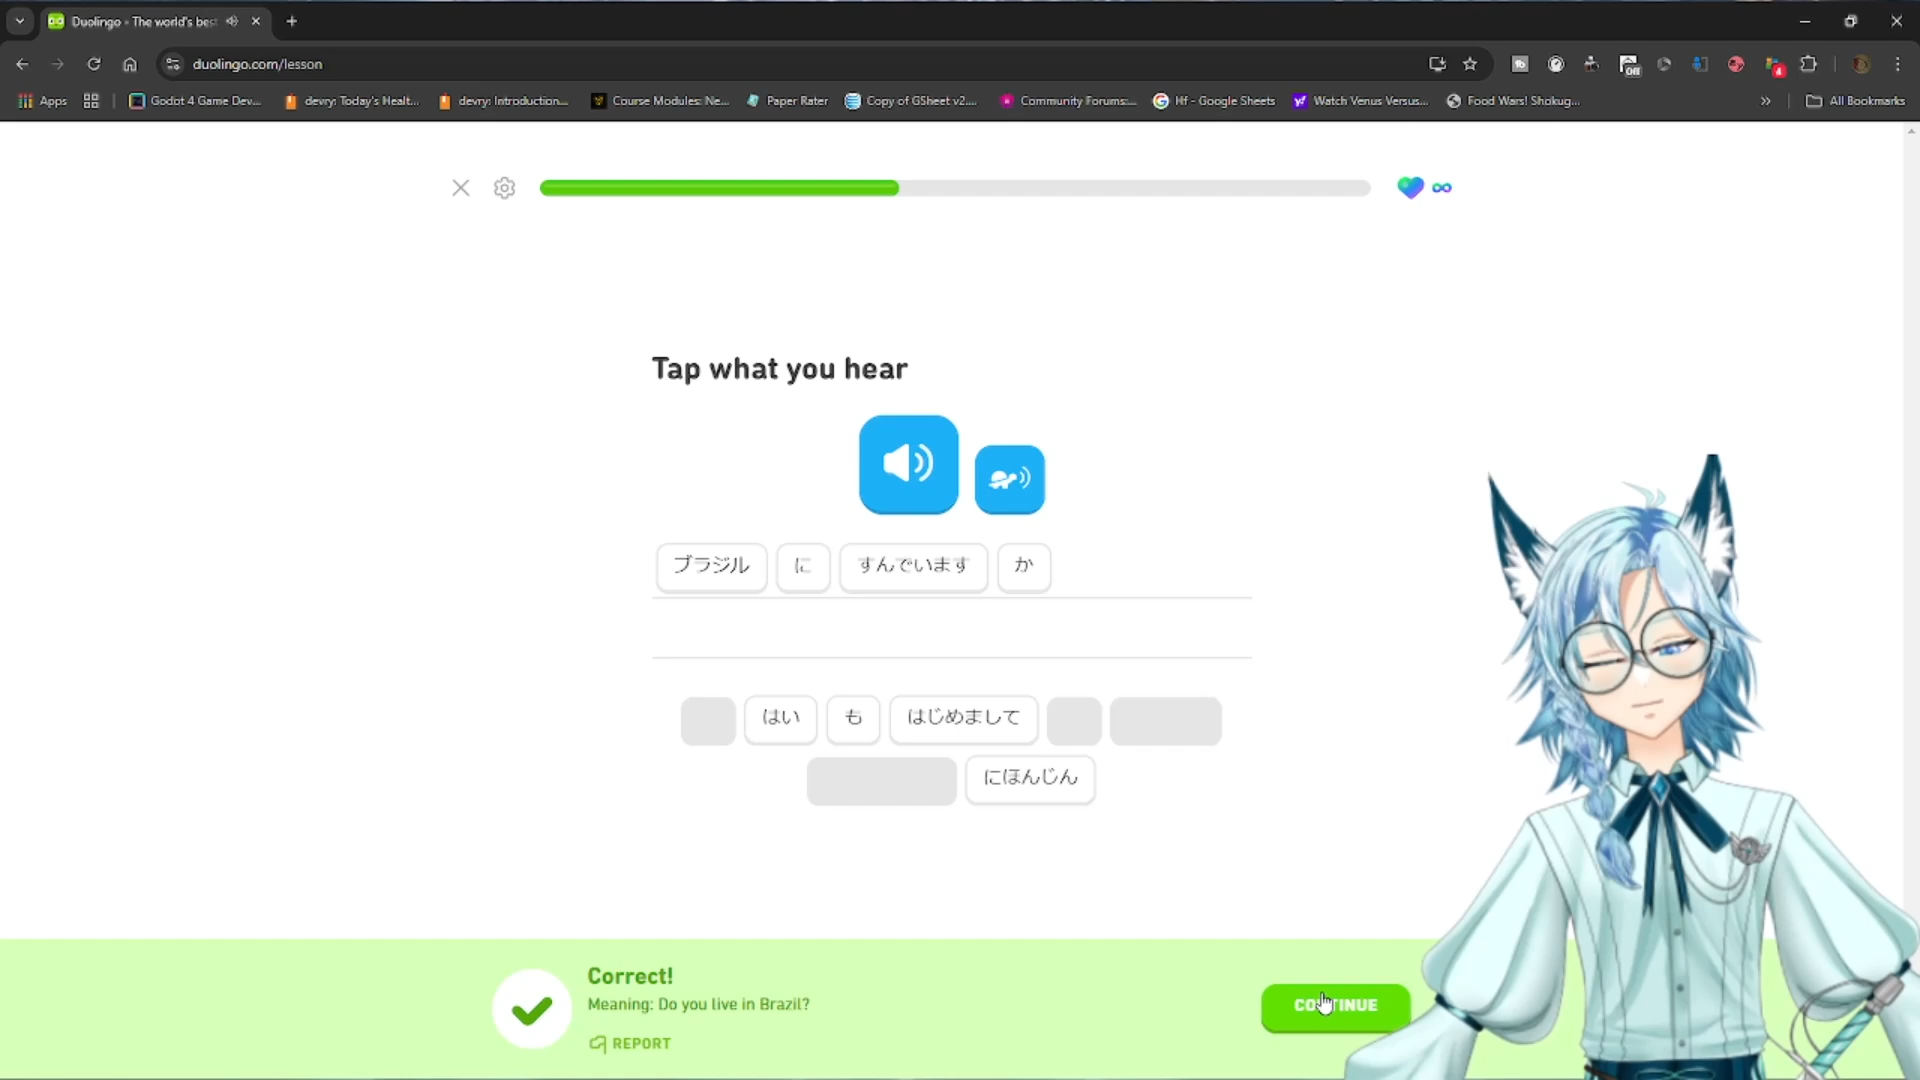 Duolingo - The world's bes
duolingo.com/lesson
Off
4
Apps
Godot 4 Game Dev...
devry: Today's Healt...
devry: Introduction...
Course Modules: Ne...
Paper Rater
Copy of GSheet v2....
Community Forums:...
Hf - Google Sheets
Watch Venus Versus...
Food Wars! Shokug...
»
All Bookmarks
Tap what you hear
ブラジル に すんでいます か
はい も はじめまして
にほんじん
Correct!
Meaning: Do you live in Brazil?
REPORT
CONTINUE